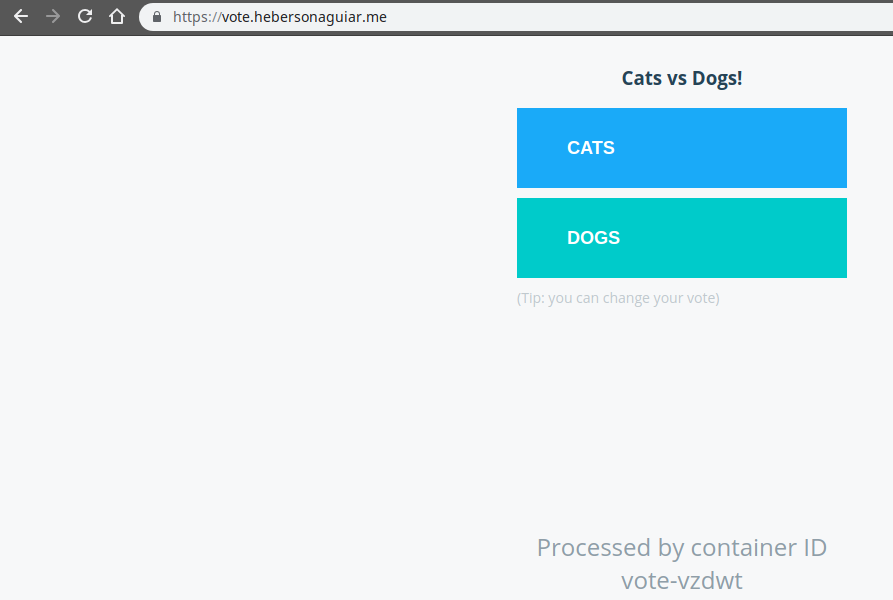 https://vote.hebersonaguiar.me
Cats vs Dogs!
CATS
DOGS
(Tip: you can change your vote)
Processed by container ID
vote-vzdwt